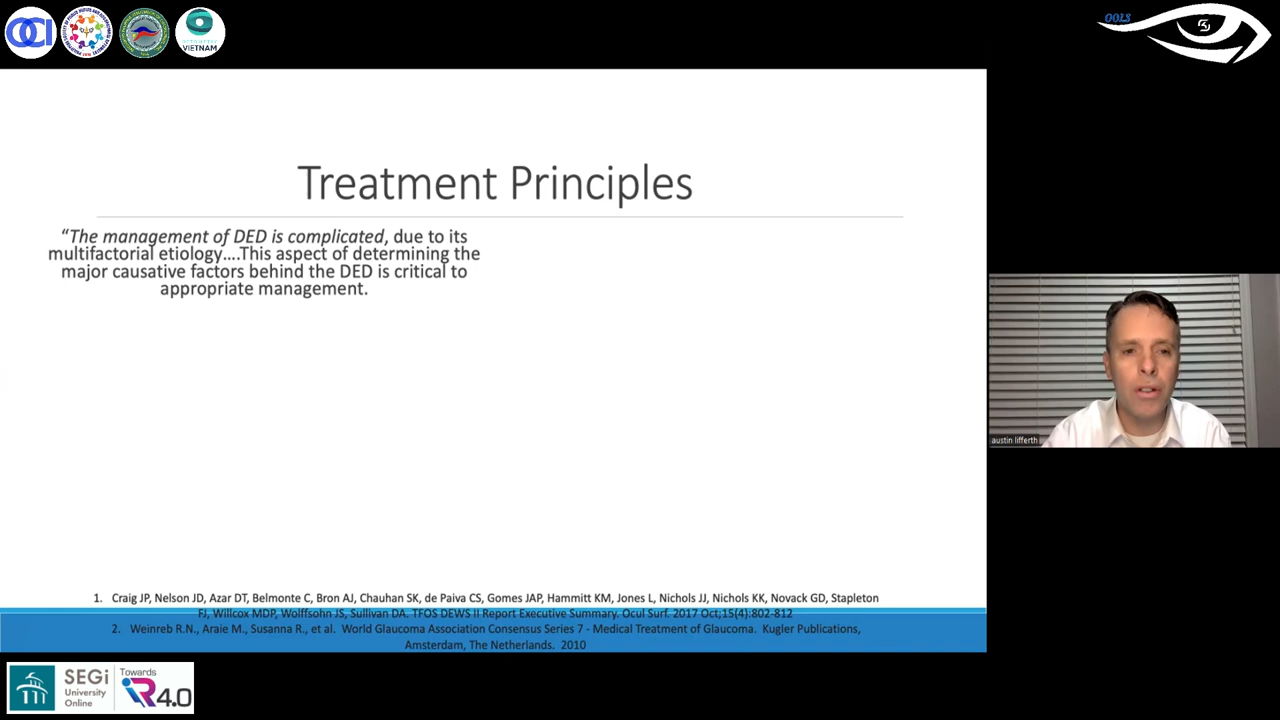 OCI
VIETNAM
OOLS
Treatment Principles
“The management of DED is complicated, due to its
multifactorial etiology….This aspect of determining the
major causative factors behind the DED is critical to
appropriate management.
austin lifferth
1. Craig JP, Nelson JD, Azar DT, Belmonte C, Bron AJ, Chauhan SK, de Paiva CS, Gomes JAP, Hammitt KM, Jones L, Nichols JJ, Nichols KK, Novack GD, Stapleton
FJ, Willcox MDP, Wolffsohn JS, Sullivan DA. TFOS DEWS II Report Executive Summary. Ocul Surf. 2017 Oct;15(4):802-812
2. Weinreb R.N., Araie M., Susanna R., et al. World Glaucoma Association Consensus Series 7 - Medical Treatment of Glaucoma. Kugler Publications,
Amsterdam, The Netherlands. 2010
SEGi
University
Online
Towards
iR4.0